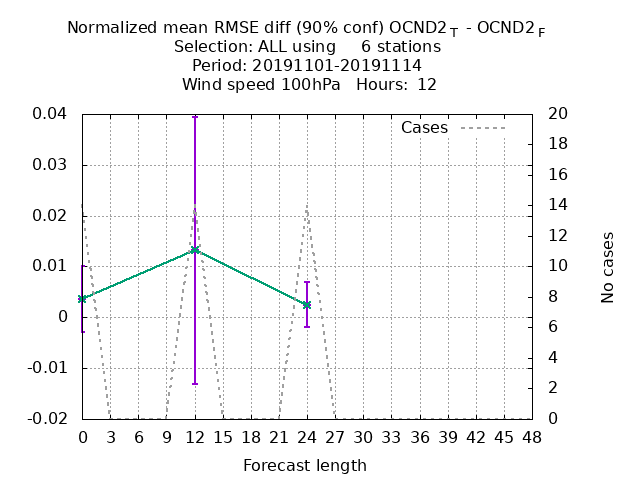 Normalized mean RMSE diff (90% conf) OCND2 T - OCND2 F
Selection: ALL using 6 stations
Period: 20191101-20191114
Wind speed 100hPa Hours: 12
Cases
0.04
0.03
0.02
0.01
0
-0.01
-0.02
20
18
16
14
12
10
8
6
4
2
0
No cases
0 3 6 9 12 15 18 21 24 27 30 33 36 39 42 45 48
Forecast length